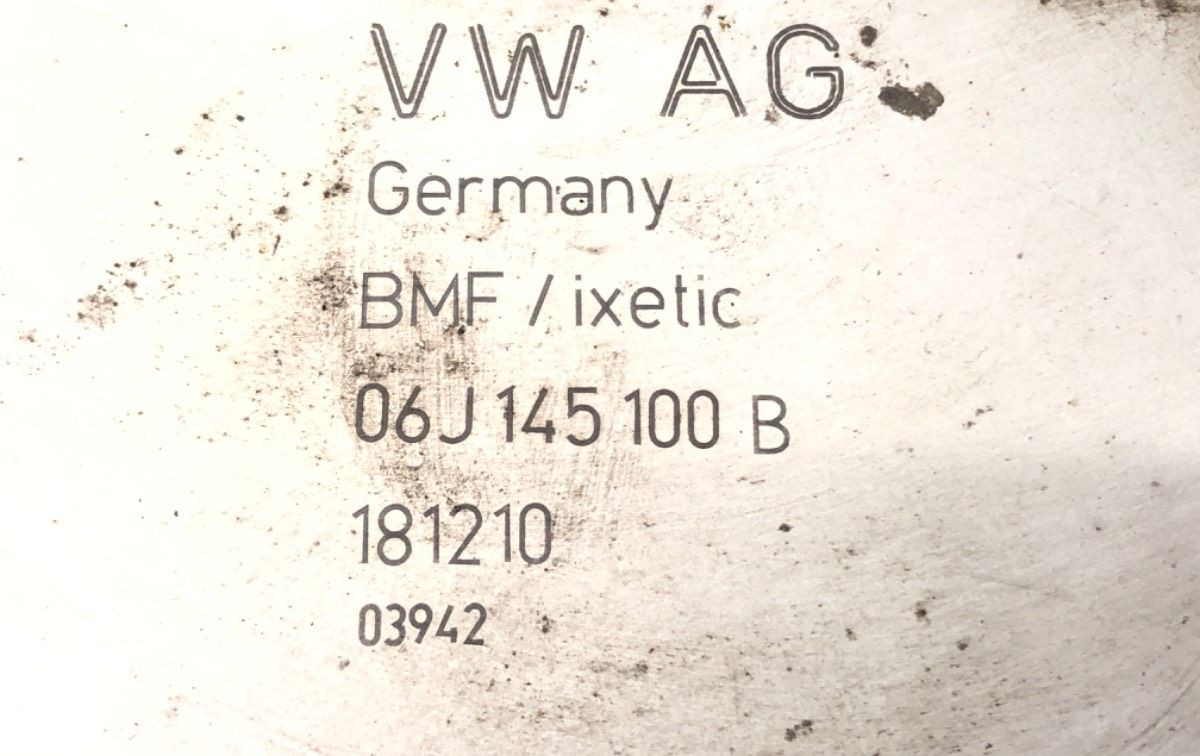 VW AG
Germany
BMF / ixetic
06J 145 100 B
181210
03942